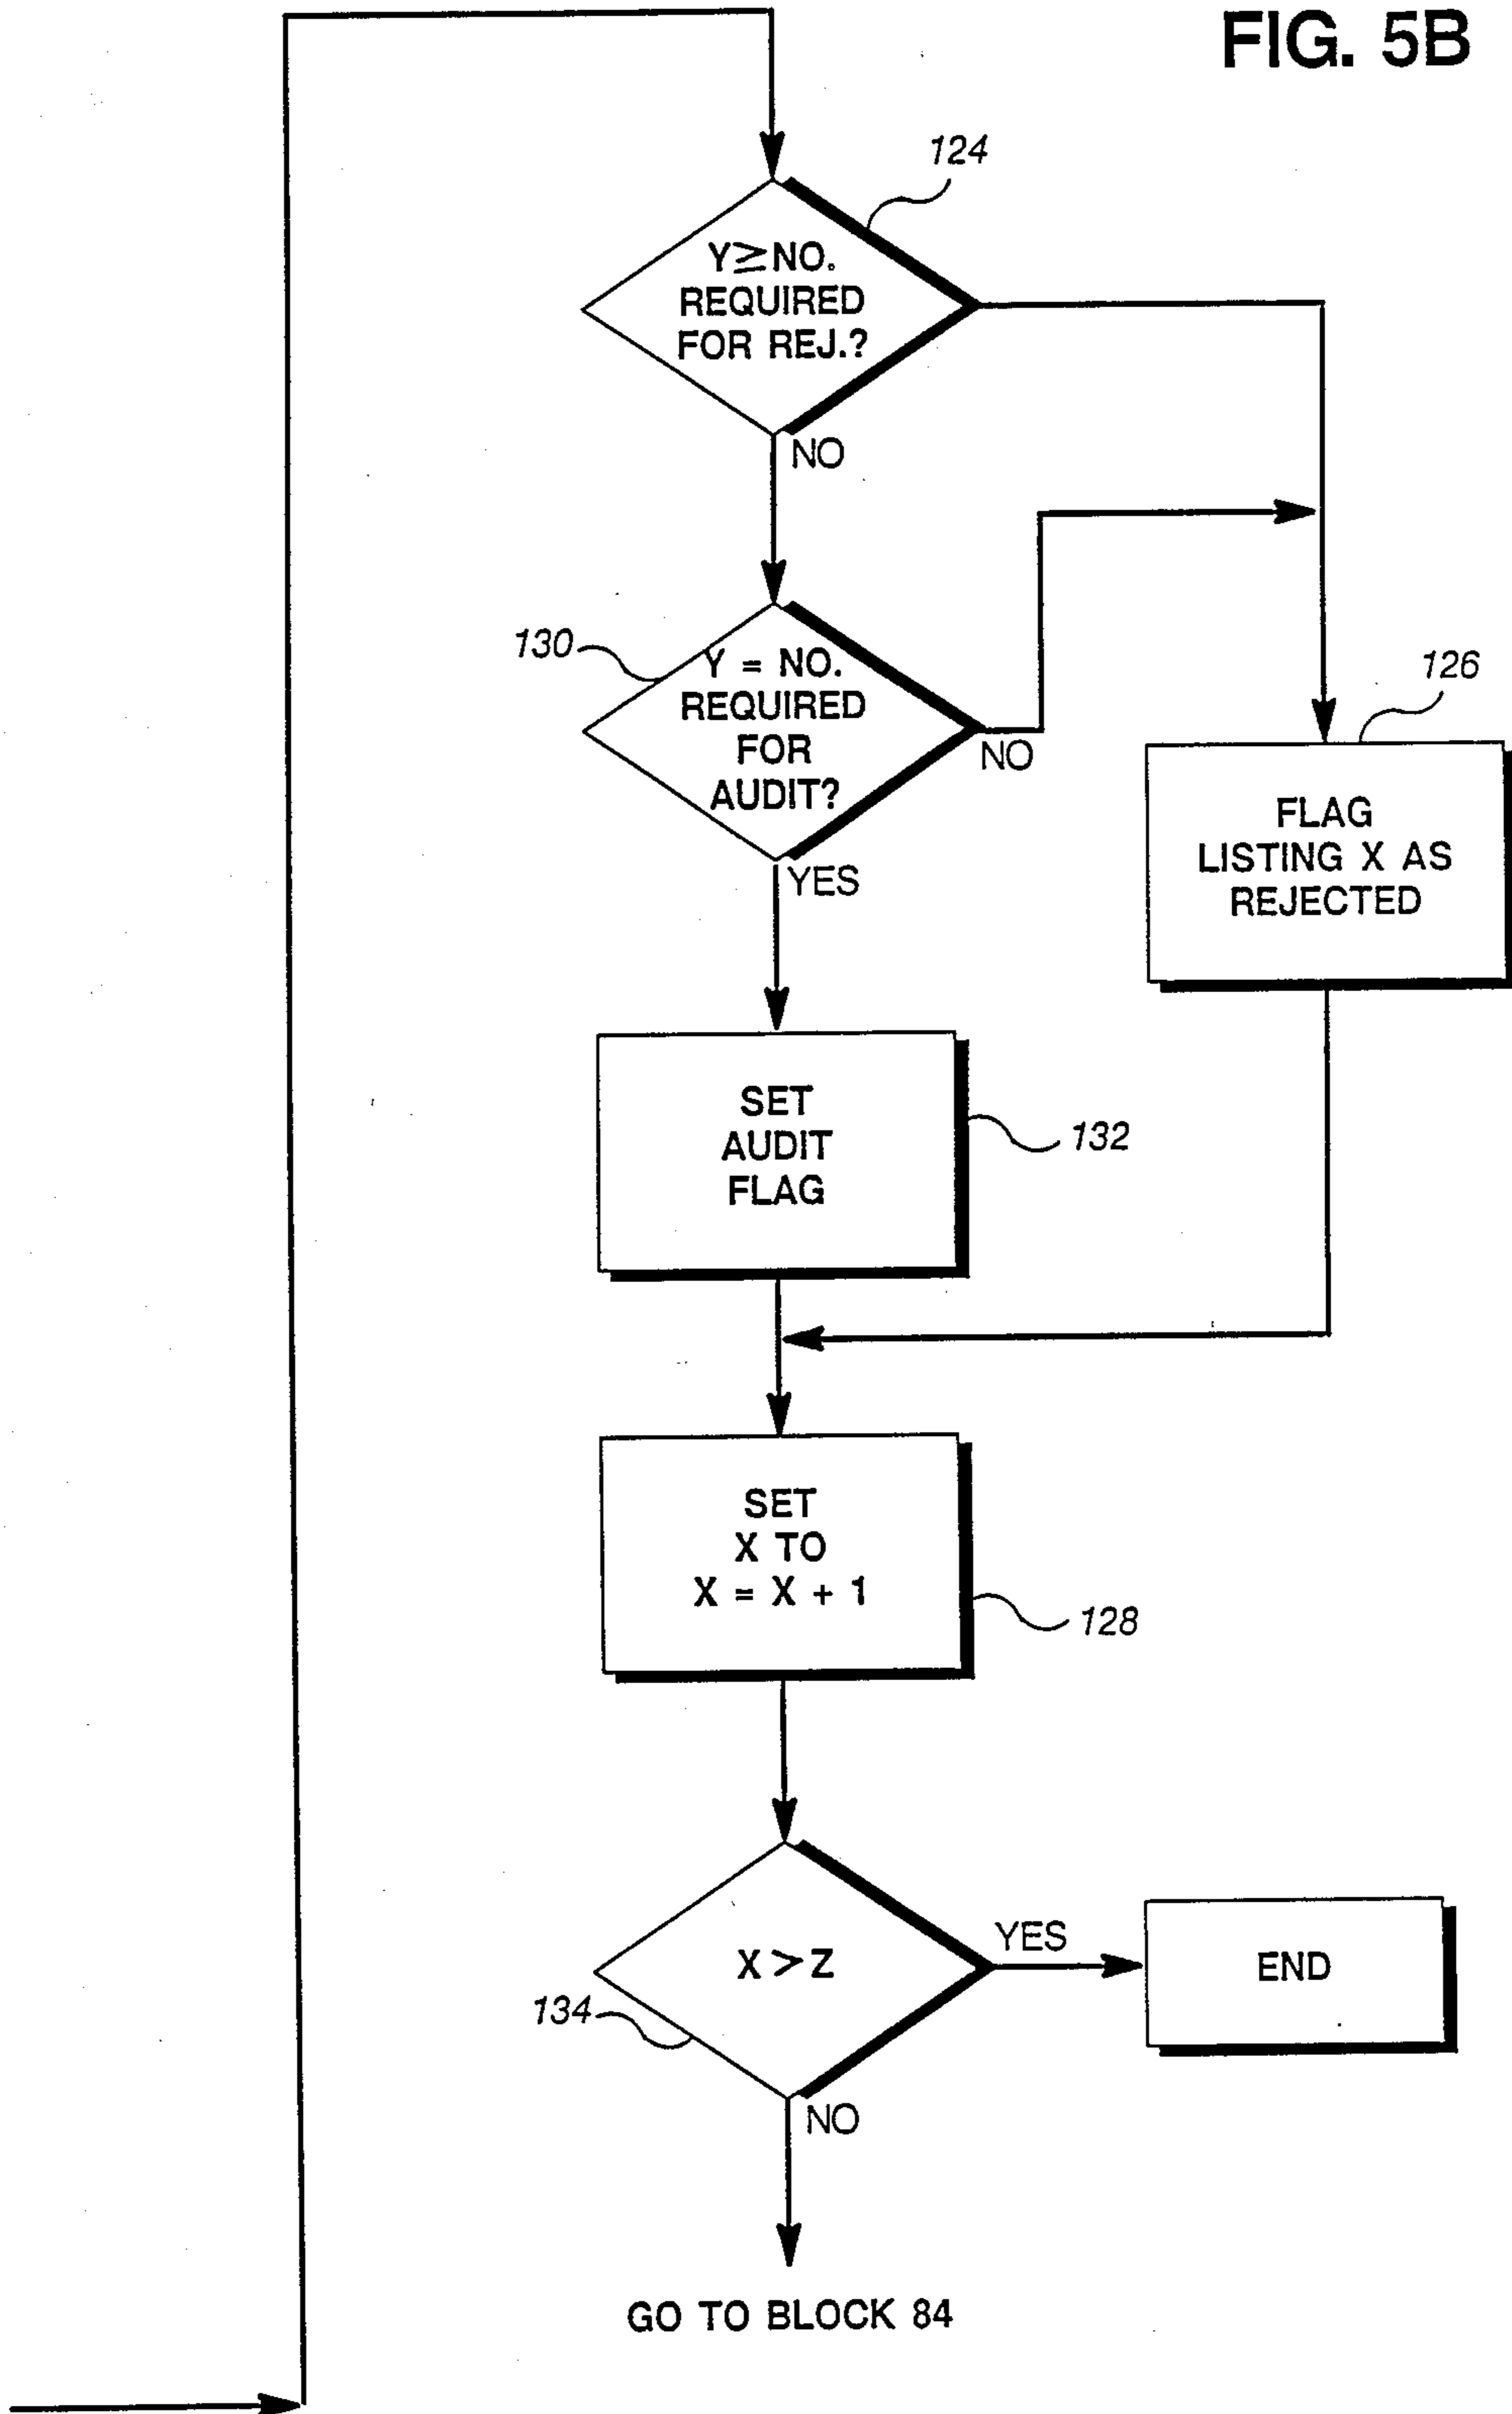 FIG. 5B
124
Y≧NO.
REQUIRED
FOR REJ.?
NO
130
Y = NO.
REQUIRED
FOR
AUDIT?
NO
YES
126
FLAG
LISTING X AS
REJECTED
SET
AUDIT
FLAG
132
SET
X TO
X = X + 1
128
X > Z
YES
END
134
NO
GO TO BLOCK 84